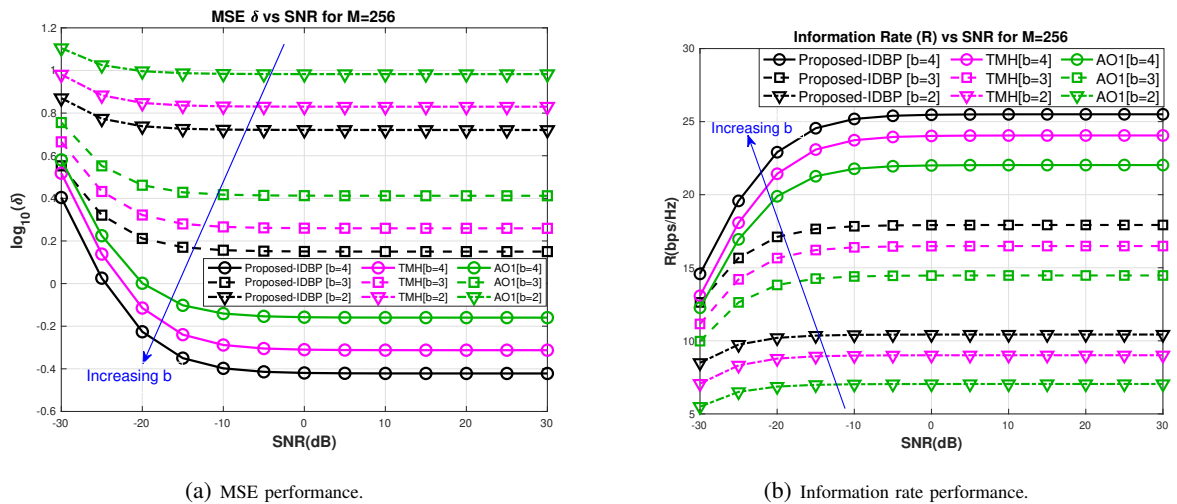 MSE δ vs SNR for M=256
1.2
1
0.8
0.6
0.4
0.2
0
-0.2
-0.4
-0.6
log10(δ)
Proposed-IDBP [b=4] TMH[b=4] AO1[b=4]
Proposed-IDBP [b=3] TMH[b=3] AO1[b=3]
Proposed-IDBP [b=2] TMH[b=2] AO1[b=2]
Increasing b
-30 -20 -10 0 10 20 30
SNR(dB)
(a) MSE performance.
Information Rate (R) vs SNR for M=256
30
25
20
15
10
5
R(bps/Hz)
Proposed-IDBP [b=4] TMH[b=4] AO1[b=4]
Proposed-IDBP [b=3] TMH[b=3] AO1[b=3]
Proposed-IDBP [b=2] TMH[b=2] AO1[b=2]
Increasing b
-30 -20 -10 0 10 20 30
SNR(dB)
(b) Information rate performance.